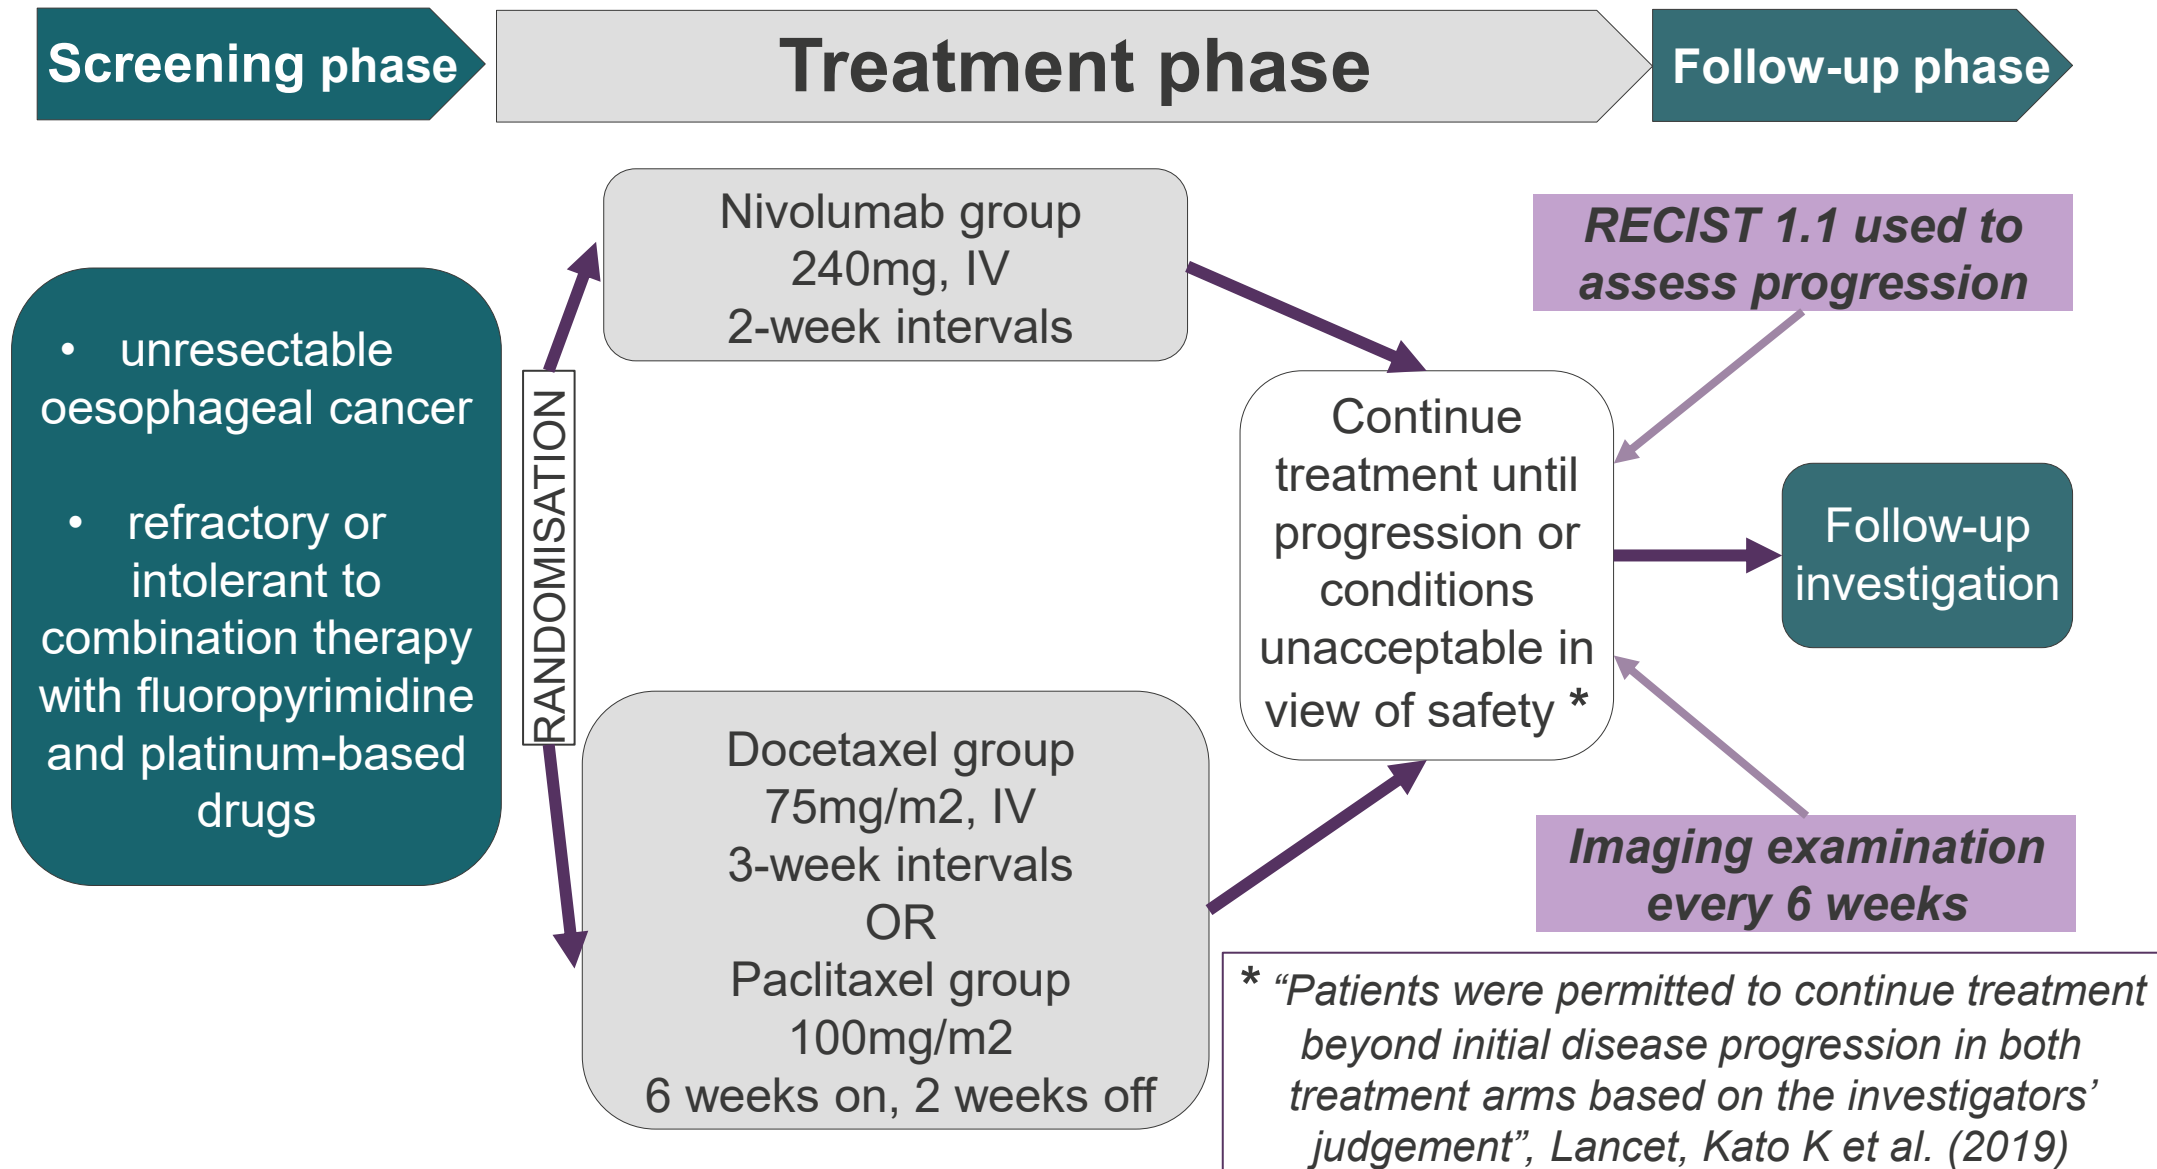 Screening phase
Treatment phase
Follow-up phase
• unresectable
oesophageal cancer
• refractory or
intolerant to
combination therapy
with fluoropyrimidine
and platinum-based
drugs
RANDOMISATION
Nivolumab group
240mg, IV
2-week intervals
Docetaxel group
75mg/m2, IV
3-week intervals
OR
Paclitaxel group
100mg/m2
6 weeks on, 2 weeks off
Continue
treatment until
progression or
conditions
unacceptable in
view of safety *
RECIST 1.1 used to
assess progression
Follow-up
investigation
Imaging examination
every 6 weeks
* “Patients were permitted to continue treatment
beyond initial disease progression in both
treatment arms based on the investigators’
judgement”, Lancet, Kato K et al. (2019)